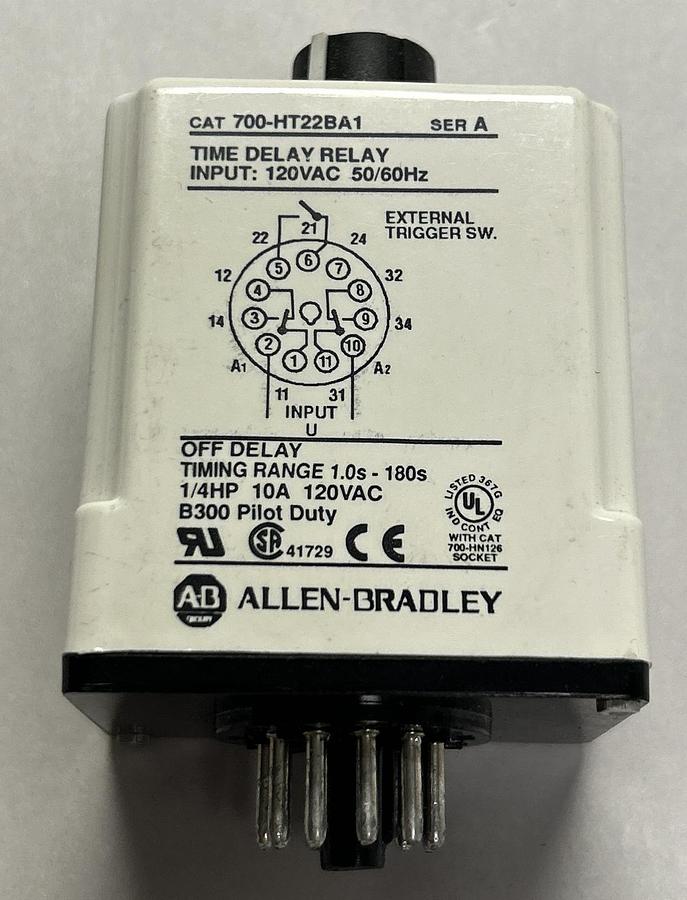 CAT 700-HT22BA1 SER A
TIME DELAY RELAY
INPUT: 120VAC 50/60Hz
EXTERNAL
TRIGGER SW.
21
22 24
5 6 7
12 32
4 8
14 3 9 34
2 10
A1 1 11 A2
11 31
INPUT
U
OFF DELAY
TIMING RANGE 1.0s - 180s
1/4HP 10A 120VAC
B300 Pilot Duty
LISTED 367G
UL
IND CONT EQ
WITH CAT
700-HN126
SOCKET
RU SA 41729 CE
A-B ALLEN-BRADLEY